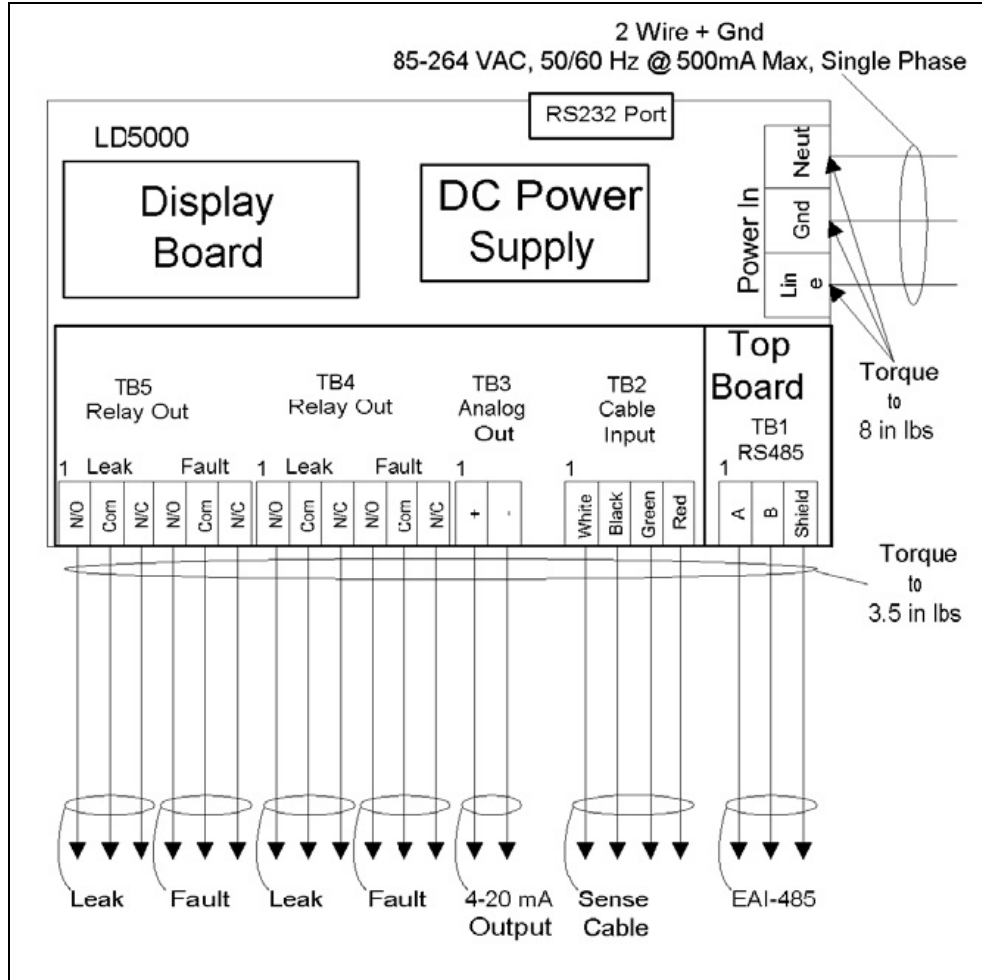 2 Wire + Gnd
85-264 VAC, 50/60 Hz @ 500mA Max, Single Phase
RS232 Port
LD5000
Display
Board
DC Power
Supply
Power In
Neut
Gnd
Lin
e
Torque
to
8 in lbs
Top
Board
TB5
Relay Out
TB4
Relay Out
TB3
Analog
Out
TB2
Cable
Input
TB1
RS485
1 Leak Fault
1 Leak Fault
1
1
1
N/O Com N/C N/O Com N/C
N/O Com N/C N/O Com N/C
+ -
White Black Green Red
A B Shield
Torque
to
3.5 in lbs
Leak
Fault
Leak
Fault
4-20 mA
Output
Sense
Cable
EAI-485